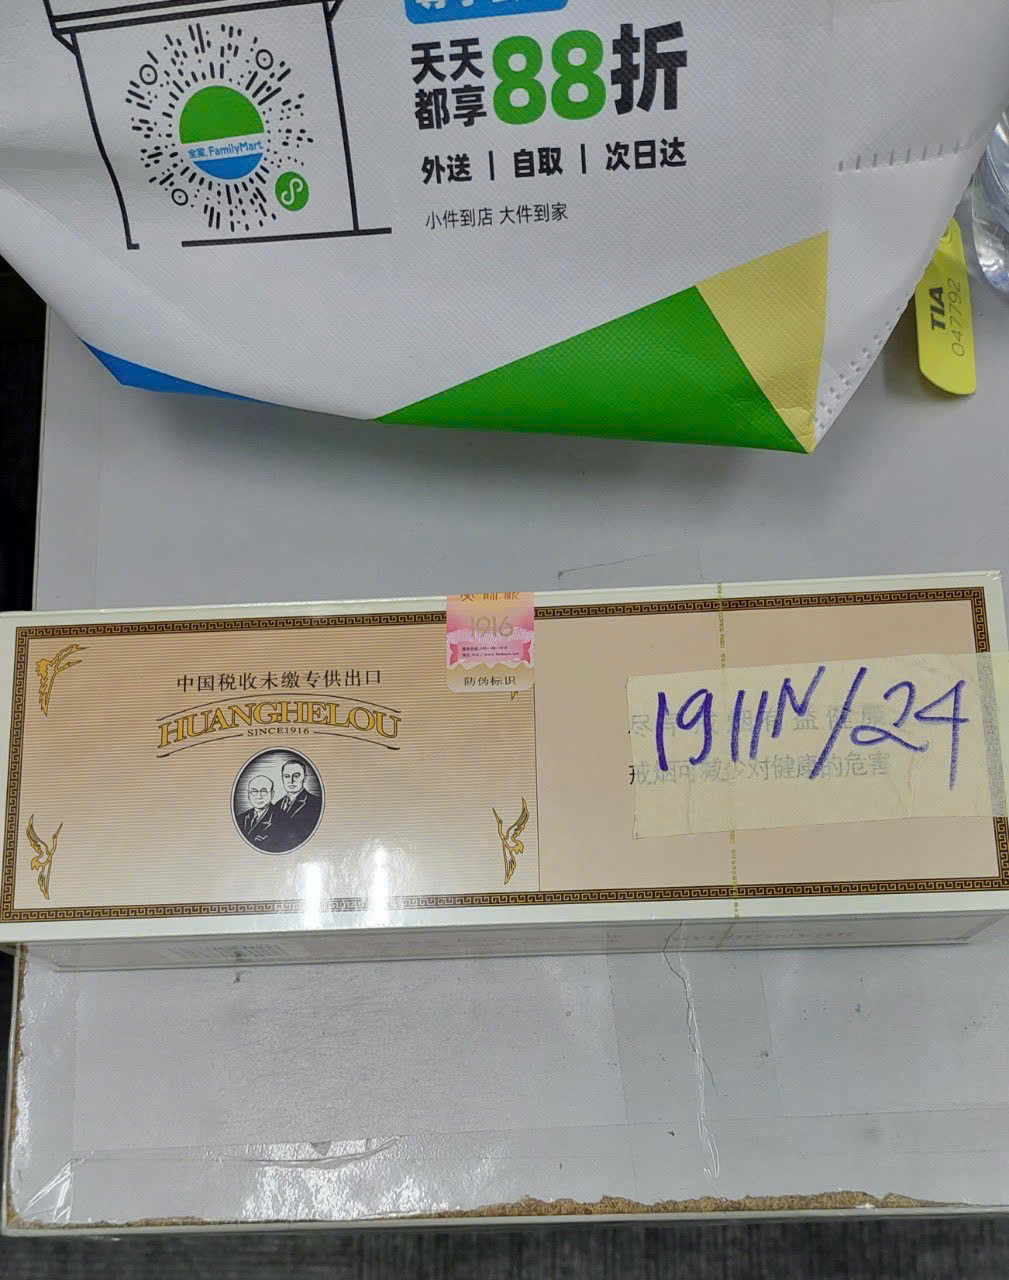 天天
都享
88折
外送 | 自取 | 次日达
小件到店 大件到家
全家 FamilyMart
TIA
047792
1916
防伪标识
中国税收未缴专供出口
HUANGHELOU
SINCE1916
1911N/24
戒烟可减少对健康的危害